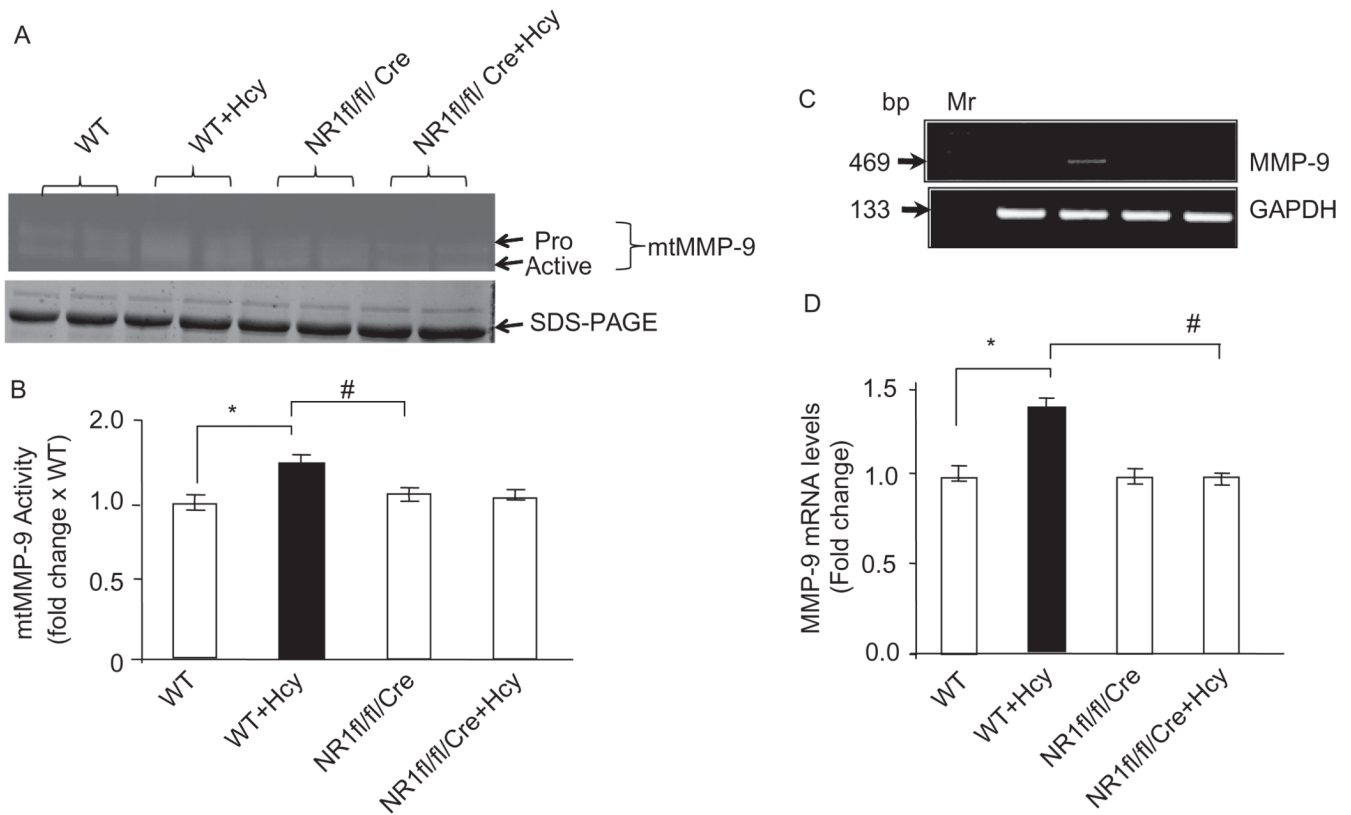 A
WT
WT+Hcy
NR1fl/fl/ Cre
NR1fl/fl/ Cre+Hcy
Pro
Active
mtMMP-9
SDS-PAGE
B
mtMMP-9 Activity
(fold change x WT)
2.0
1.0
0.5
0
*
#
WT
WT+Hcy
NR1fl/fl/Cre
NR1fl/fl/Cre+Hcy
C
bp Mr
469
MMP-9
133
GAPDH
D
MMP-9 mRNA levels
(Fold change)
1.5
1.0
0.5
0.0
*
#
WT
WT+Hcy
NR1fl/fl/Cre
NR1fl/fl/Cre+Hcy